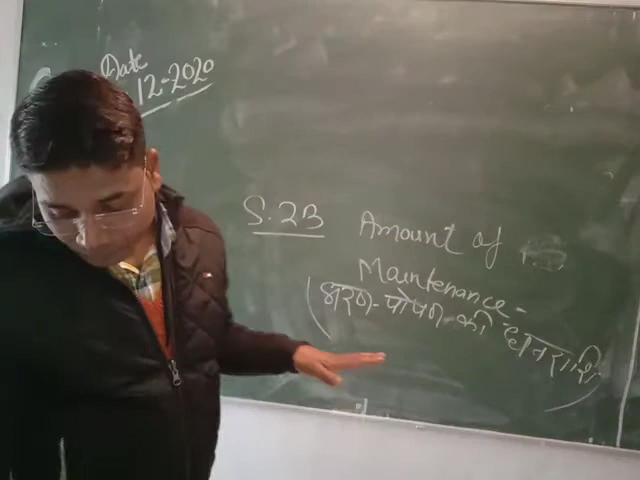 Date
12-2020
S. 23 Amount of
Maintenance-
(भरण-पोषण की धनराशि)